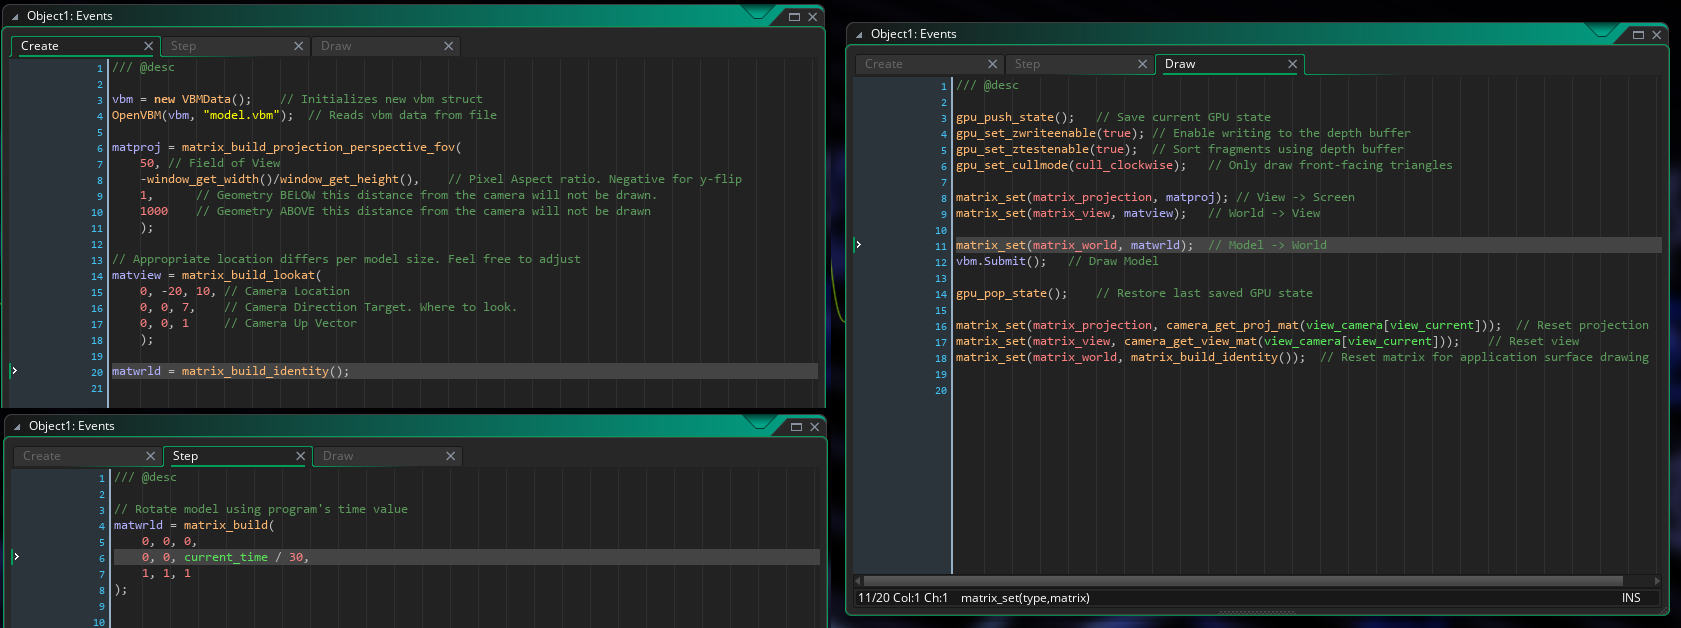 Object1: Events
Create Step Draw
1 /// @desc
2
3 vbm = new VBMData();    // Initializes new vbm struct
4 OpenVBM(vbm, "model.vbm");  // Reads vbm data from file
5
6 matproj = matrix_build_projection_perspective_fov(
7     50, // Field of View
8     -window_get_width()/window_get_height(),    // Pixel Aspect ratio. Negative for y-flip
9     1,      // Geometry BELOW this distance from the camera will not be drawn.
10     1000    // Geometry ABOVE this distance from the camera will not be drawn
11     );
12
13 // Appropriate location differs per model size. Feel free to adjust
14 matview = matrix_build_lookat(
15     0, -20, 10, // Camera Location
16     0, 0, 7,    // Camera Direction Target. Where to look.
17     0, 0, 1     // Camera Up Vector
18     );
19
20 matwrld = matrix_build_identity();
21
Object1: Events
Create Step Draw
1 /// @desc
2
3 // Rotate model using program's time value
4 matwrld = matrix_build(
5     0, 0, 0,
6     0, 0, current_time / 30,
7     1, 1, 1
8 );
9
10
Object1: Events
Create Step Draw
1 /// @desc
2
3 gpu_push_state();   // Save current GPU state
4 gpu_set_zwriteenable(true); // Enable writing to the depth buffer
5 gpu_set_ztestenable(true);  // Sort fragments using depth buffer
6 gpu_set_cullmode(cull_clockwise);   // Only draw front-facing triangles
7
8 matrix_set(matrix_projection, matproj); // View -> Screen
9 matrix_set(matrix_view, matview);   // World -> View
10
11 matrix_set(matrix_world, matwrld);  // Model -> World
12 vbm.Submit();   // Draw Model
13
14 gpu_pop_state();    // Restore last saved GPU state
15
16 matrix_set(matrix_projection, camera_get_proj_mat(view_camera[view_current]));  // Reset projection
17 matrix_set(matrix_view, camera_get_view_mat(view_camera[view_current]));    // Reset view
18 matrix_set(matrix_world, matrix_build_identity());  // Reset matrix for application surface drawing
19
20
11/20 Col:1 Ch:1 matrix_set(type,matrix) INS